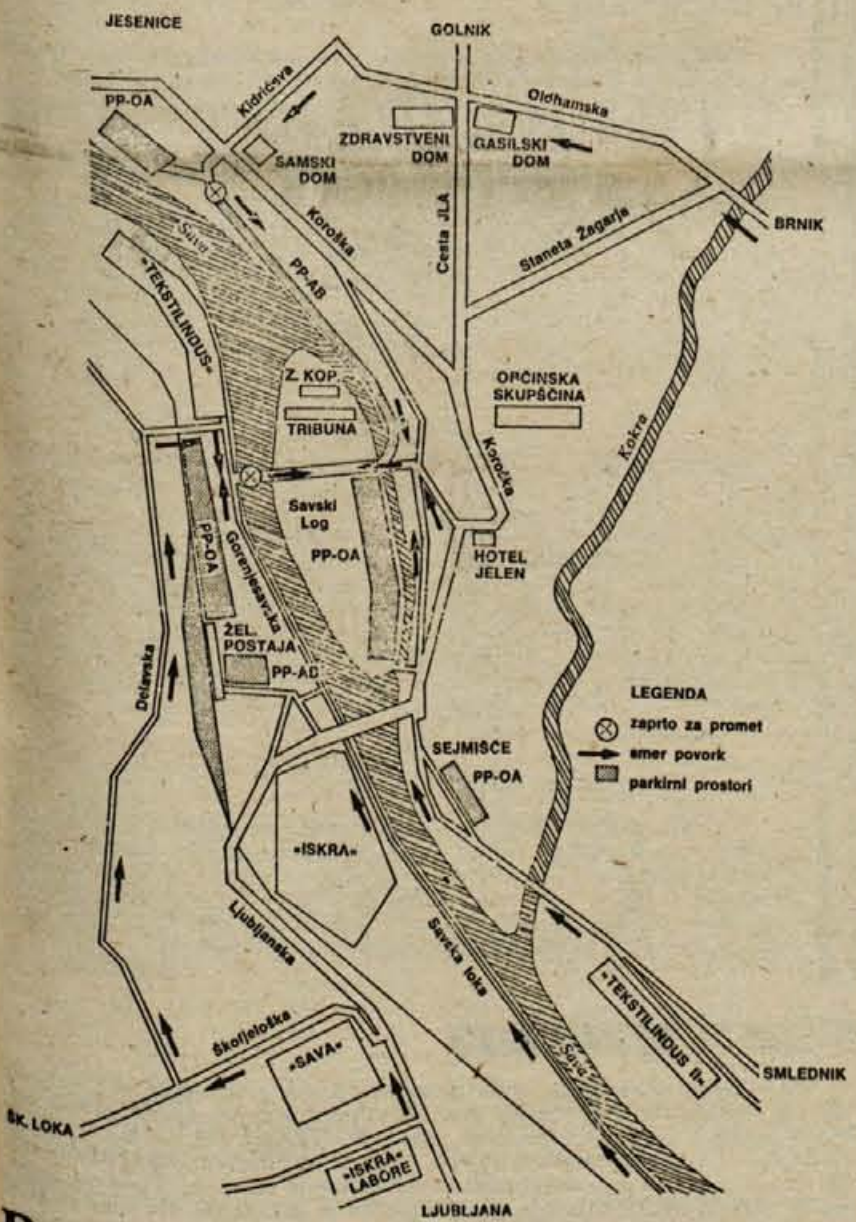 JESENICE
GOLNIK
PP-OA
Kidričeva
Oldhamska
ZDRAVSTVENI
DOM
GASILSKI
DOM
SAMSKI
DOM
Koroška
Cesta JLA
Staneta Žagarja
BRNIK
Sava
PP-AB
»TEKSTILINDUS«
Z. KOP.
TRIBUNA
OBČINSKA
SKUPŠČINA
Kokra
Koroška
Savski
Log
PP-OA
PP-OA
Gorenjesavska
HOTEL
JELEN
Delavska
ŽEL.
POSTAJA
PP-AD
LEGENDA
zaprto za promet
smer povork
parkirni prostori
SEJMIŠČE
PP-OA
»ISKRA«
Ljubljanska
Savska loka
»TEKSTILINDUS II«
Škofjeloška
»SAVA«
Sava
SMLEDNIK
ŠK. LOKA
»ISKRA«
LABORE
LJUBLJANA